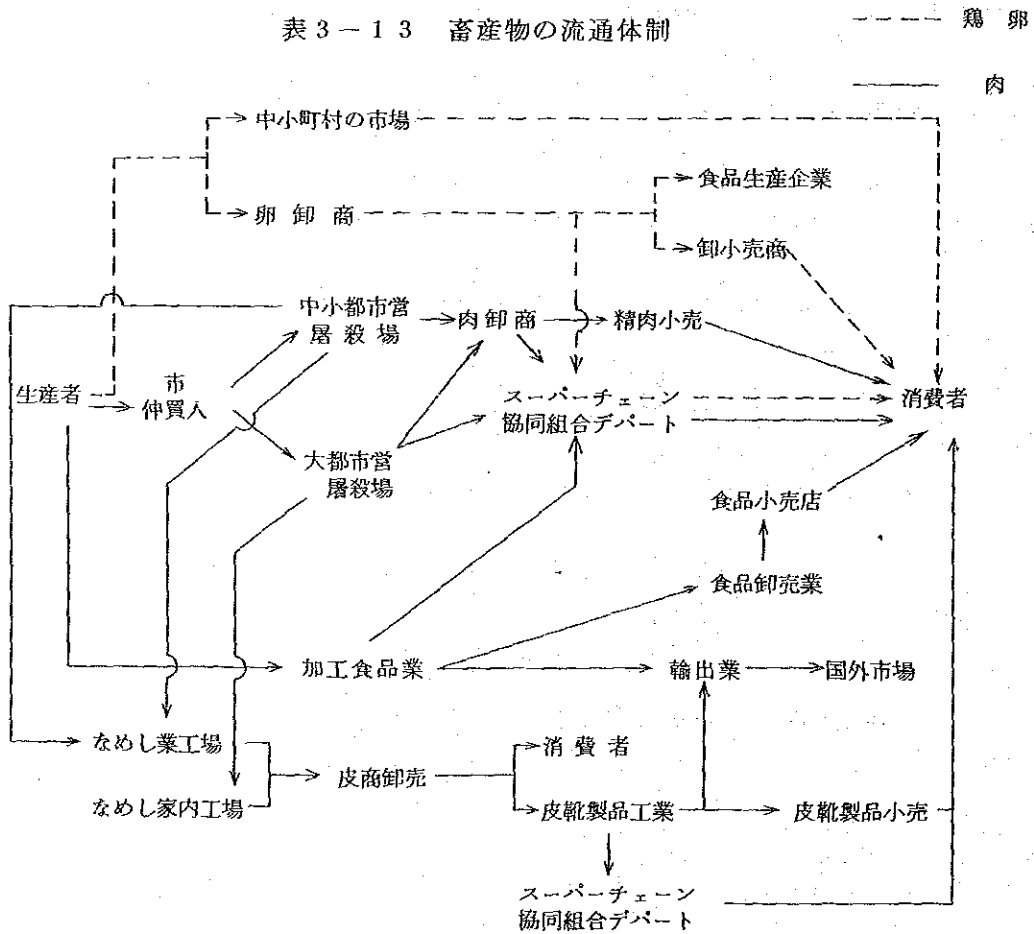 表3-13 畜産物の流通体制
鶏 卵
肉
中小町村の市場
食品生産企業
卵 卸 商
卸小売商
中小都市営
屠 殺 場
肉 卸 商
精肉小売
生産者
市
仲買人
スーパーチェーン
協同組合デパート
消費者
大都市営
屠殺場
食品小売店
食品卸売業
加工食品業
輸出業
国外市場
なめし業工場
消 費 者
皮商卸売
なめし家内工場
皮靴製品工業
皮靴製品小売
スーパーチェーン
協同組合デパート